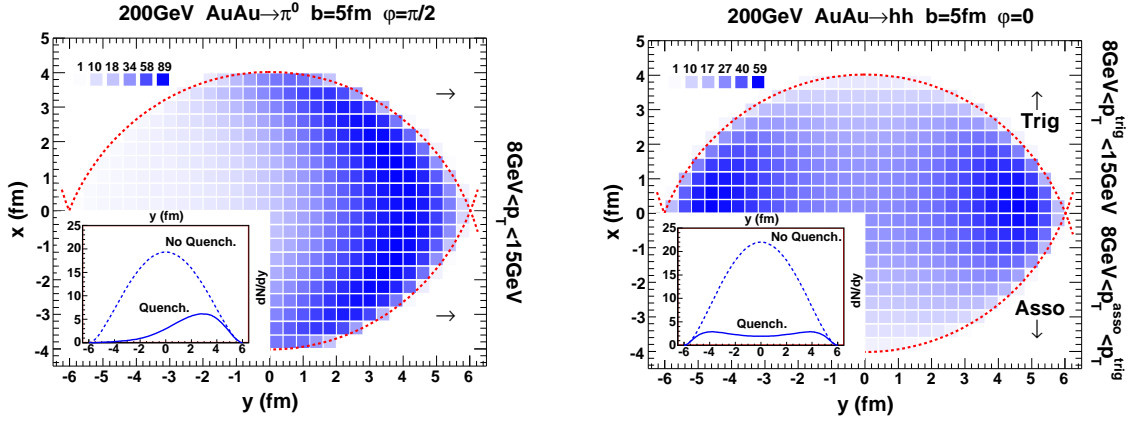 200GeV AuAu→π⁰ b=5fm φ=π/2
1 10 18 34 58 89
5
4
3
2
1
0
-1
-2
-3
-4
x (fm)
→
→
8GeV<p_T<15GeV
y (fm)
25
20
15
10
5
0
-6 -4 -2 0 2 4 6
No Quench.
Quench.
dN/dy
-6 -5 -4 -3 -2 -1 0 1 2 3 4 5 6
y (fm)
200GeV AuAu→hh b=5fm φ=0
1 10 17 27 40 59
5
4
3
2
1
0
-1
-2
-3
-4
x (fm)
↑
Trig
Asso
↓
8GeV<p_T^trig<15GeV 8GeV<p_T^asso<p_T^trig
y (fm)
25
20
15
10
5
0
-6 -4 -2 0 2 4 6
No Quench.
Quench.
dN/dy
-6 -5 -4 -3 -2 -1 0 1 2 3 4 5 6
y (fm)